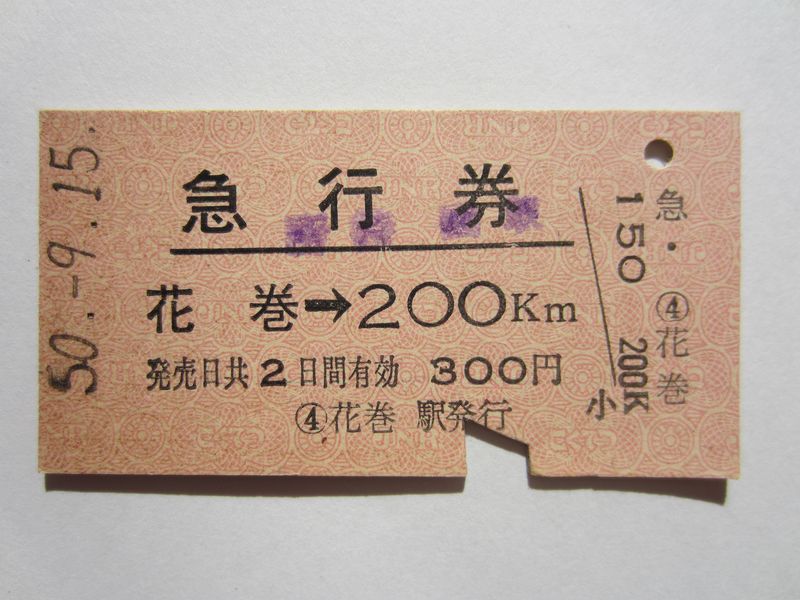 50.-9.15.
急行券
花巻→200Km
発売日共2日間有効 300円
④花巻 駅発行
急・④花巻
150 200K
小